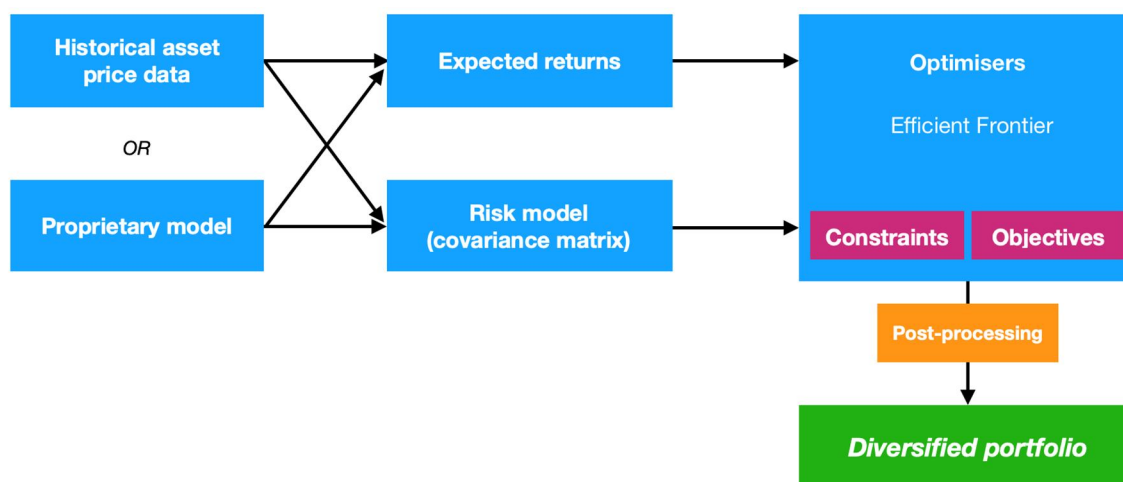 Historical asset
price data
Expected returns
Optimisers
Efficient Frontier
OR
Proprietary model
Risk model
(covariance matrix)
Constraints
Objectives
Post-processing
Diversified portfolio